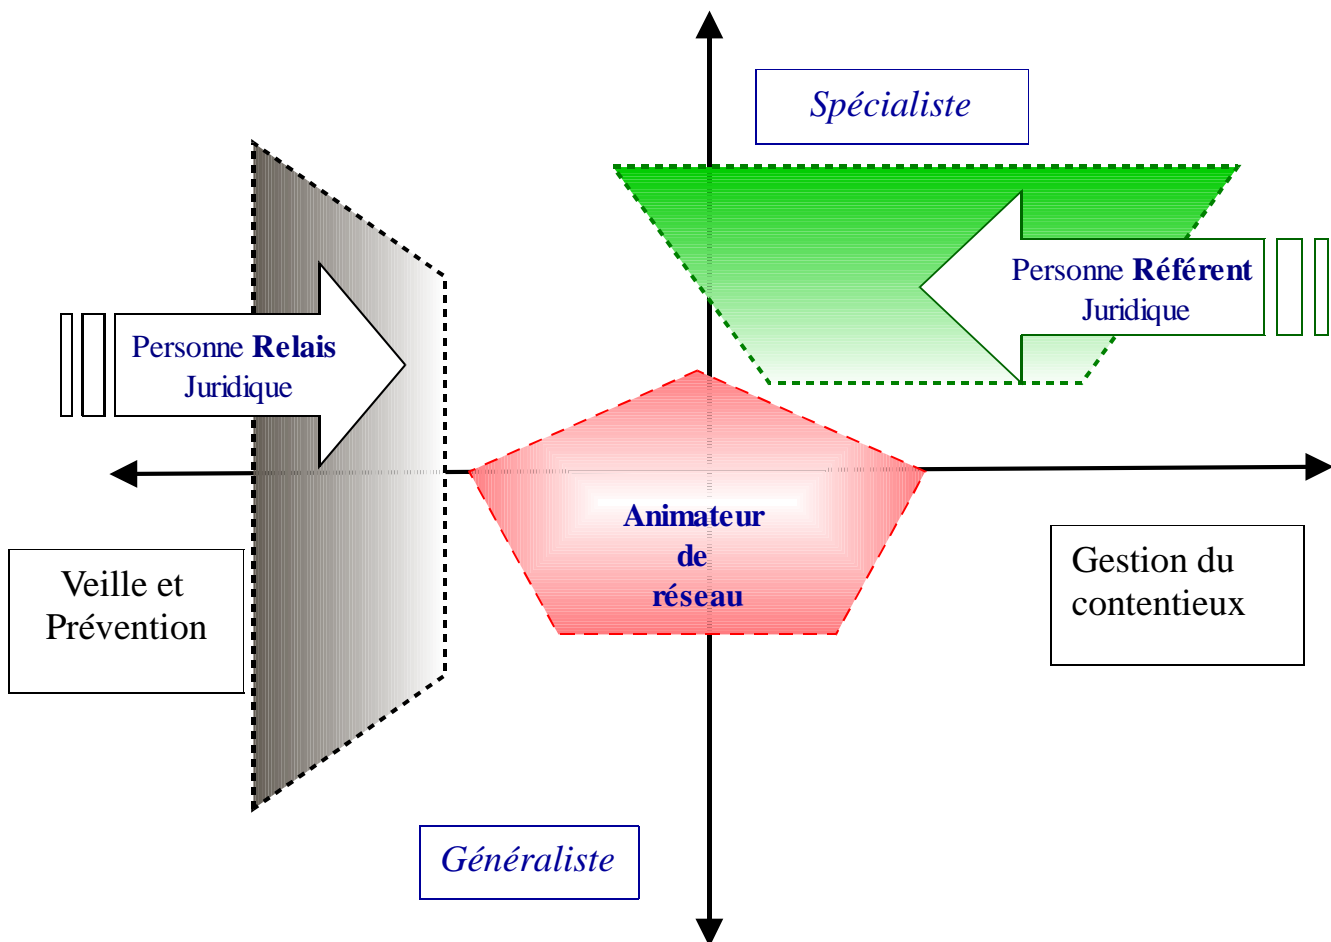 Spécialiste
Personne Référent
Juridique
Personne Relais
Juridique
Animateur
de
réseau
Veille et
Prévention
Gestion du
contentieux
Généraliste